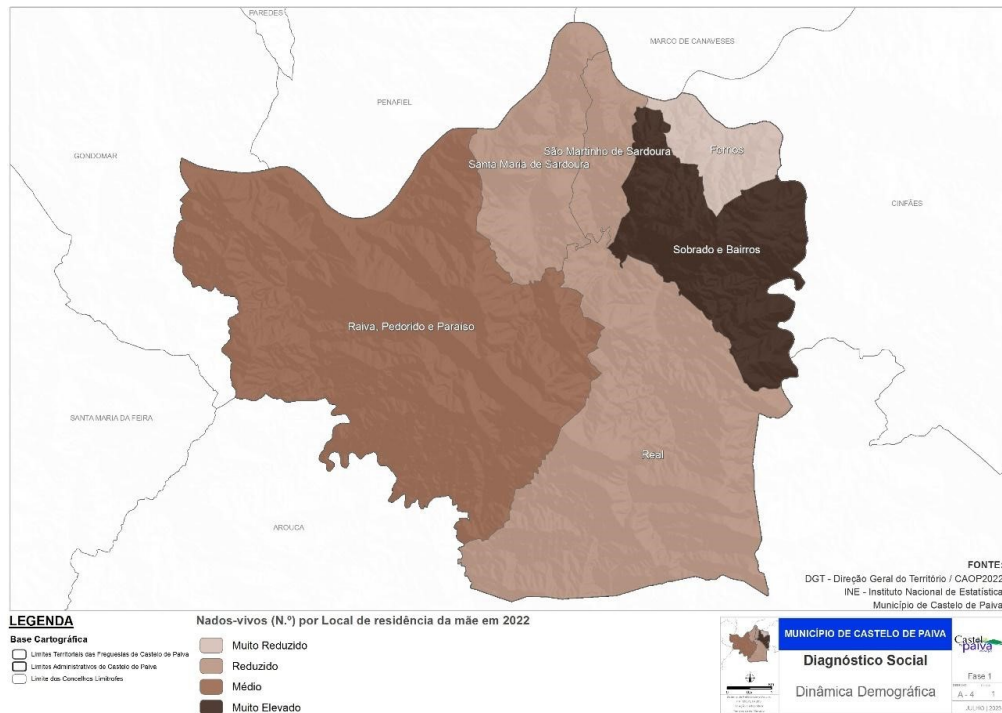 PAREDES
MARCO DE CANAVESES
PENAFIEL
GONDOMAR
São Martinho de Sardoura
Fornos
Santa Maria de Sardoura
CINFÃES
Sobrado e Bairros
Raiva, Pedorido e Paraíso
SANTA MARIA DA FEIRA
Real
AROUCA
FONTE:
DGT - Direção Geral do Território / CAOP2022
INE - Instituto Nacional de Estatística
Município de Castelo de Paiva
LEGENDA
Base Cartográfica
Limites Territoriais das Freguesias de Castelo de Paiva
Limites Administrativos de Castelo de Paiva
Limite dos Concelhos Limítrofes
Nados-vivos (N.º) por Local de residência da mãe em 2022
Muito Reduzido
Reduzido
Médio
Muito Elevado
MUNICÍPIO DE CASTELO DE PAIVA
Diagnóstico Social
Dinâmica Demográfica
Castelo
paiva
Fase 1
A - 4
1